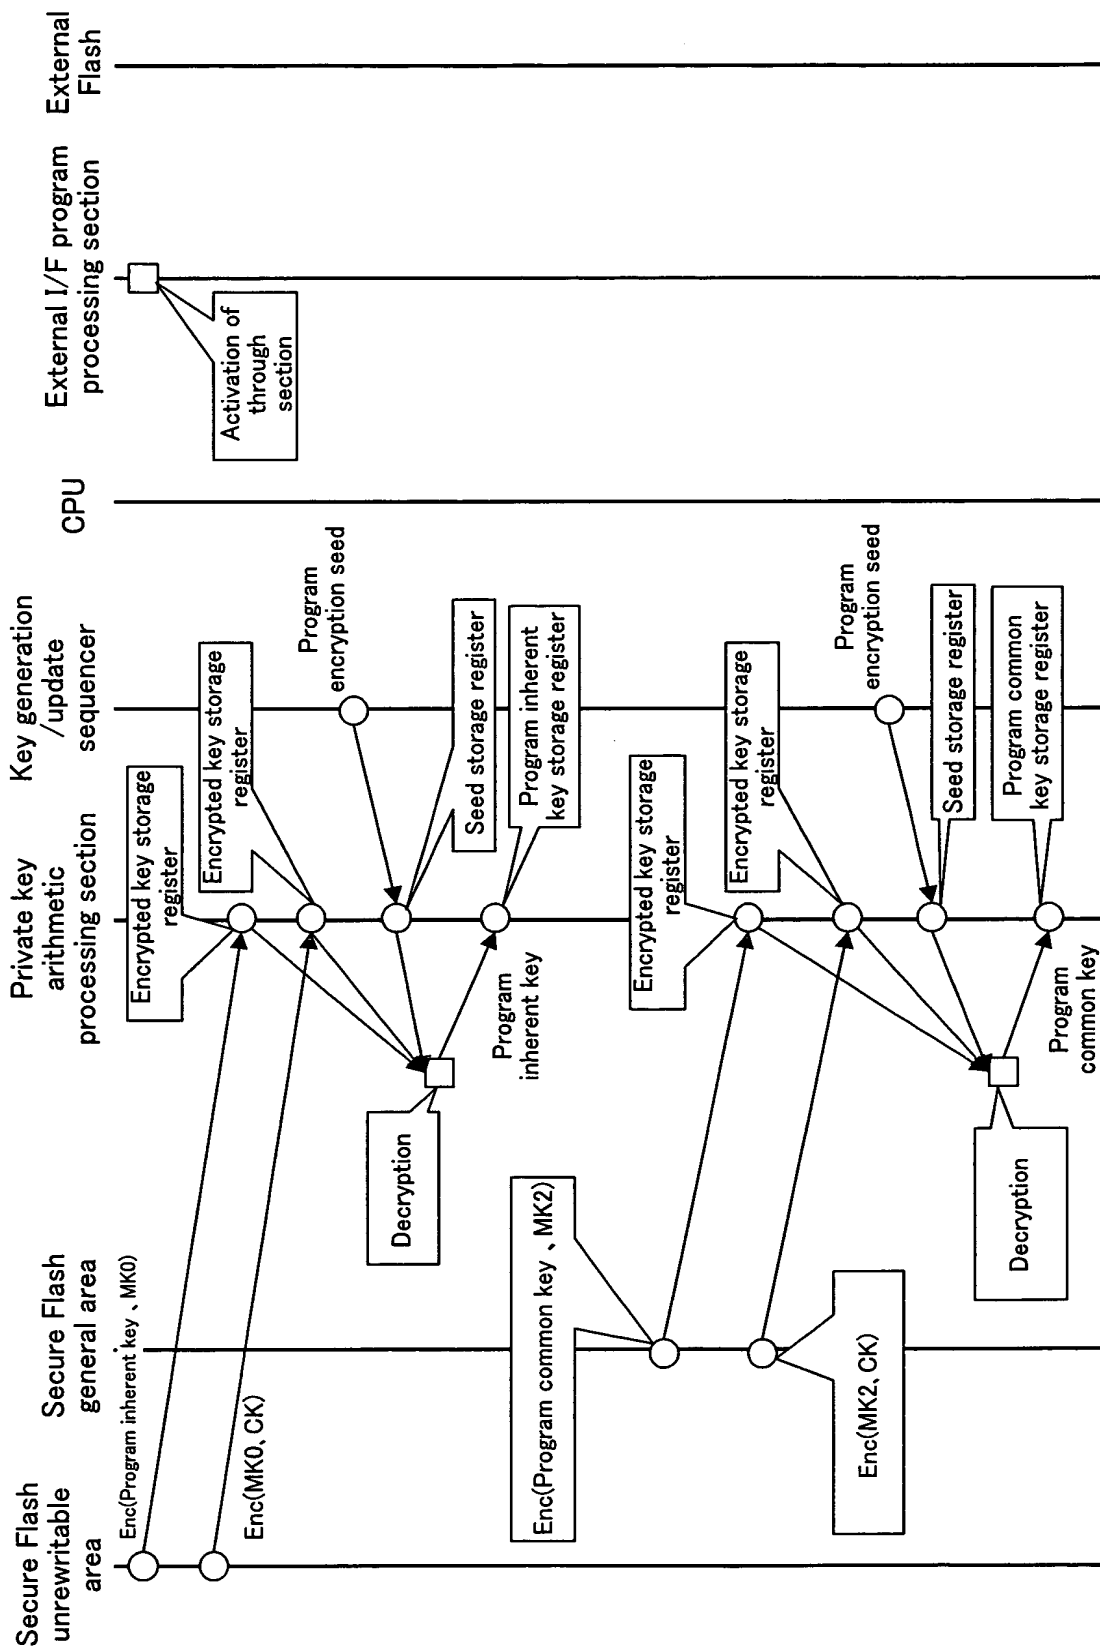 Secure Flash
unrewritable
area
Secure Flash
general area
Private key
arithmetic
processing section
Key generation
/update
sequencer
CPU
External I/F program
processing section
External
Flash
Enc(Program inherent key 、MK0)
Enc(MK0、CK)
Encrypted key storage
register
Encrypted key storage
register
Program
encryption seed
Seed storage register
Program inherent
key storage register
Decryption
Program
inherent key
Activation of
through
section
Enc(Program common key 、MK2)
Enc(MK2、CK)
Encrypted key storage
register
Encrypted key storage
register
Program
encryption seed
Seed storage register
Program common
key storage register
Decryption
Program
common key